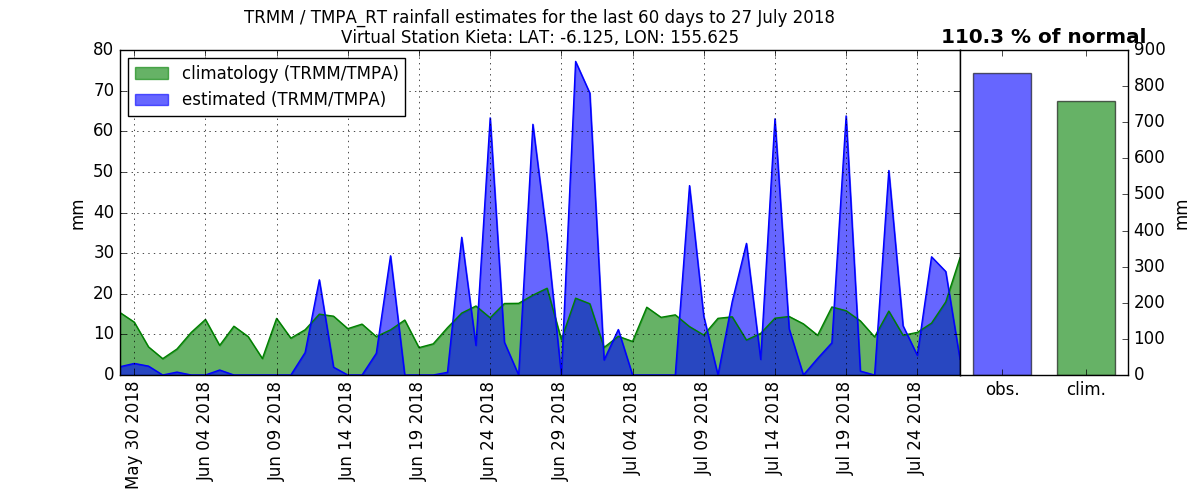 TRMM / TMPA_RT rainfall estimates for the last 60 days to 27 July 2018
Virtual Station Kieta: LAT: -6.125, LON: 155.625
110.3 % of normal
climatology (TRMM/TMPA)
estimated (TRMM/TMPA)
mm
80
70
60
50
40
30
20
10
0
May 30 2018
Jun 04 2018
Jun 09 2018
Jun 14 2018
Jun 19 2018
Jun 24 2018
Jun 29 2018
Jul 04 2018
Jul 09 2018
Jul 14 2018
Jul 19 2018
Jul 24 2018
900
800
700
600
500
400
300
200
100
0
mm
obs.
clim.